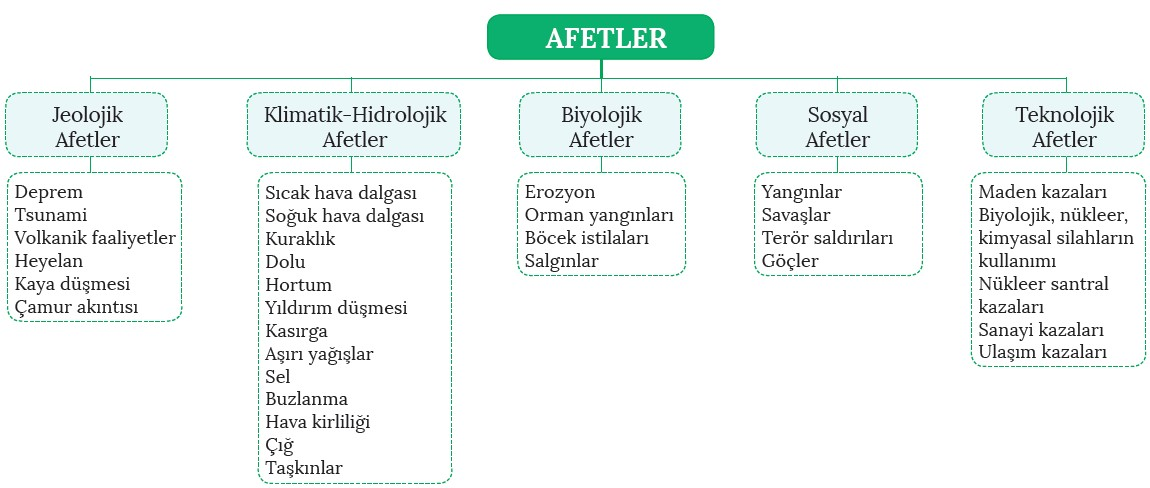 AFETLER
Jeolojik
Afetler
Deprem
Tsunami
Volkanik faaliyetler
Heyelan
Kaya düşmesi
Çamur akıntısı
Klimatik-Hidrolojik
Afetler
Sıcak hava dalgası
Soğuk hava dalgası
Kuraklık
Dolu
Hortum
Yıldırım düşmesi
Kasırga
Aşırı yağışlar
Sel
Buzlanma
Hava kirliliği
Çığ
Taşkınlar
Biyolojik
Afetler
Erozyon
Orman yangınları
Böcek istilaları
Salgınlar
Sosyal
Afetler
Yangınlar
Savaşlar
Terör saldırıları
Göçler
Teknolojik
Afetler
Maden kazaları
Biyolojik, nükleer,
kimyasal silahların
kullanımı
Nükleer santral
kazaları
Sanayi kazaları
Ulaşım kazaları